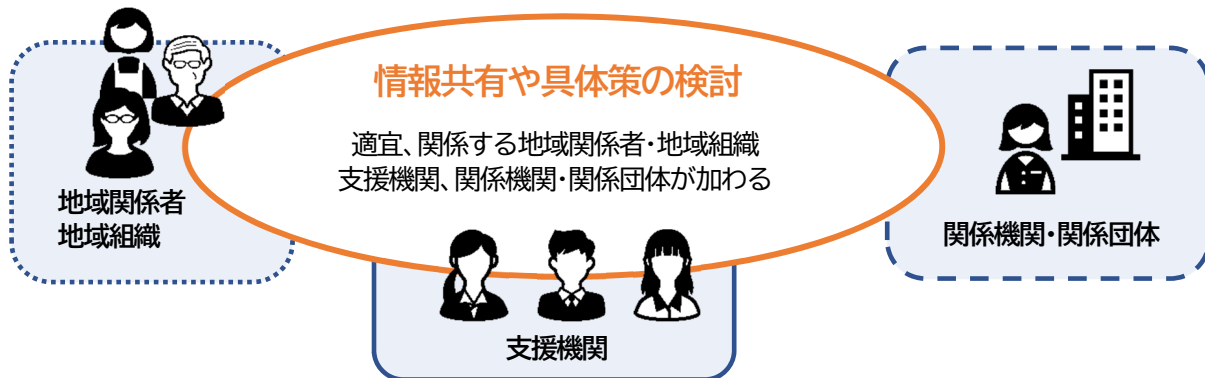 情報共有や具体策の検討
適宜、関係する地域関係者・地域組織
支援機関、関係機関・関係団体が加わる
地域関係者
地域組織
関係機関・関係団体
支援機関